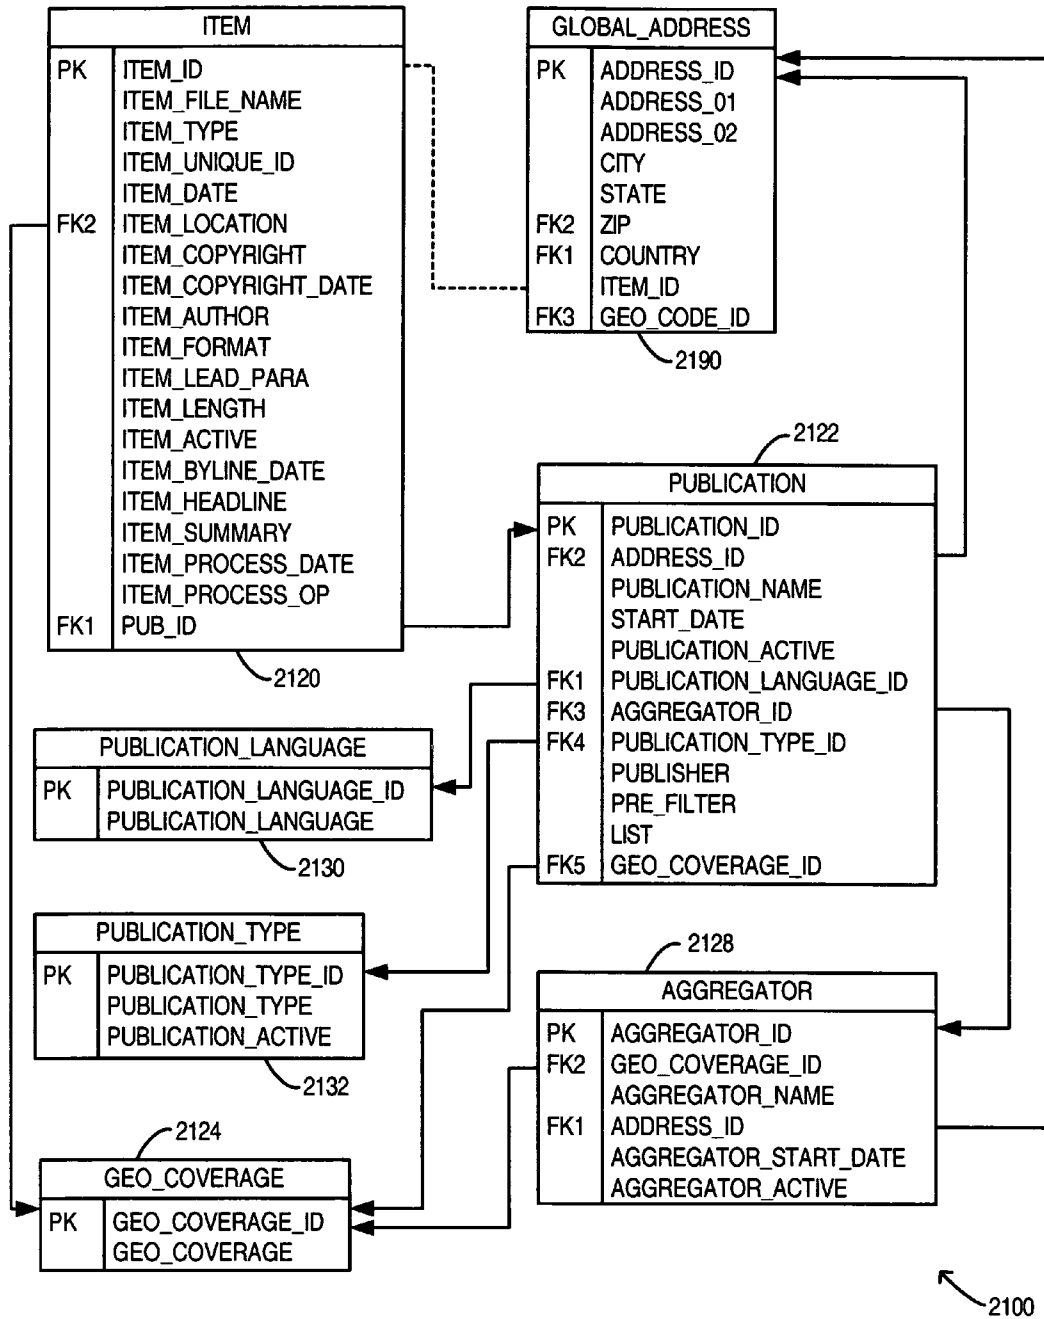 ITEM
PK ITEM_ID
ITEM_FILE_NAME
ITEM_TYPE
ITEM_UNIQUE_ID
ITEM_DATE
FK2 ITEM_LOCATION
ITEM_COPYRIGHT
ITEM_COPYRIGHT_DATE
ITEM_AUTHOR
ITEM_FORMAT
ITEM_LEAD_PARA
ITEM_LENGTH
ITEM_ACTIVE
ITEM_BYLINE_DATE
ITEM_HEADLINE
ITEM_SUMMARY
ITEM_PROCESS_DATE
ITEM_PROCESS_OP
FK1 PUB_ID
2120
GLOBAL_ADDRESS
PK ADDRESS_ID
ADDRESS_01
ADDRESS_02
CITY
STATE
FK2 ZIP
FK1 COUNTRY
ITEM_ID
FK3 GEO_CODE_ID
2190
2122
PUBLICATION
PK PUBLICATION_ID
FK2 ADDRESS_ID
PUBLICATION_NAME
START_DATE
PUBLICATION_ACTIVE
FK1 PUBLICATION_LANGUAGE_ID
FK3 AGGREGATOR_ID
FK4 PUBLICATION_TYPE_ID
PUBLISHER
PRE_FILTER
LIST
FK5 GEO_COVERAGE_ID
PUBLICATION_LANGUAGE
PK PUBLICATION_LANGUAGE_ID
PUBLICATION_LANGUAGE
2130
PUBLICATION_TYPE
PK PUBLICATION_TYPE_ID
PUBLICATION_TYPE
PUBLICATION_ACTIVE
2132
2128
AGGREGATOR
PK AGGREGATOR_ID
FK2 GEO_COVERAGE_ID
AGGREGATOR_NAME
FK1 ADDRESS_ID
AGGREGATOR_START_DATE
AGGREGATOR_ACTIVE
2124
GEO_COVERAGE
PK GEO_COVERAGE_ID
GEO_COVERAGE
2100